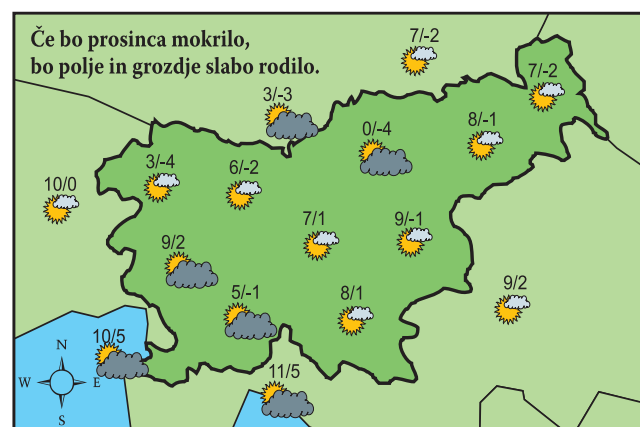 Če bo prosinca mokrilo,
bo polje in grozdje slabo rodilo.
7/-2
7/-2
3/-3
8/-1
0/-4
3/-4
6/-2
10/0
7/1
9/-1
9/2
5/-1
8/1
9/2
10/5
11/5
N
W
E
S